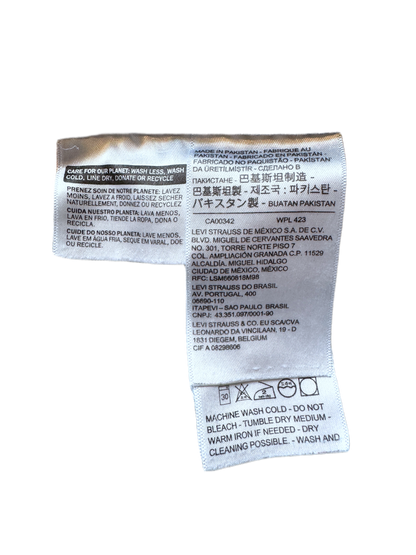 CARE FOR OUR PLANET: WASH LESS, WASH
COLD, LINE DRY, DONATE OR RECYCLE
PRENEZ SOIN DE NOTRE PLANETE: LAVEZ
MOINS, LAVEZ A FROID, LAISSEZ SECHER
NATURELLEMENT, DONNEZ OU RECYCLEZ
CUIDA NUESTRO PLANETA: LAVA MENOS,
LAVA EN FRIO, TIENDE LA ROPA, DONA O
RECICLA.
CUIDE DO NOSSO PLANETA: LAVE MENOS,
LAVE EM ÁGUA FRIA, SEQUE EM VARAL, DOE
OU RECICLE.
MADE IN PAKISTAN - FABRIQUE AU
PAKISTAN - FABRICADO EN PAKISTAN -
FABRICADO NO PAQUISTÃO - PAKISTAN'
DA ÜRETİLMİSTİR - СДЕЛАНО В
ПАКИСТАНЕ - 巴基斯坦制造 -
巴基斯坦製 - 제조국 : 파키스탄 -
パキスタン製 - BUATAN PAKISTAN
CA00342 WPL 423
LEVI STRAUSS DE MÉXICO S.A. DE C.V.
BLVD. MIGUEL DE CERVANTES SAAVEDRA
NO. 301, TORRE NORTE PISO 7
COL. AMPLIACIÓN GRANADA C.P. 11529
ALCALDÍA. MIGUEL HIDALGO
CIUDAD DE MÉXICO, MÉXICO
RFC: LSM660818M98
LEVI STRAUSS DO BRASIL
AV. PORTUGAL, 400
06690-110
ITAPEVI – SAO PAULO BRASIL
CNPJ: 43.351.097/0001-90
LEVI STRAUSS & CO. EU SCA/CVA
LEONARDO DA VINCILAAN, 19 - D
1831 DIEGEM, BELGIUM
CIF A 08298606
30
MACHINE WASH COLD - DO NOT
BLEACH - TUMBLE DRY MEDIUM -
WARM IRON IF NEEDED - DRY
CLEANING POSSIBLE. - WASH AND